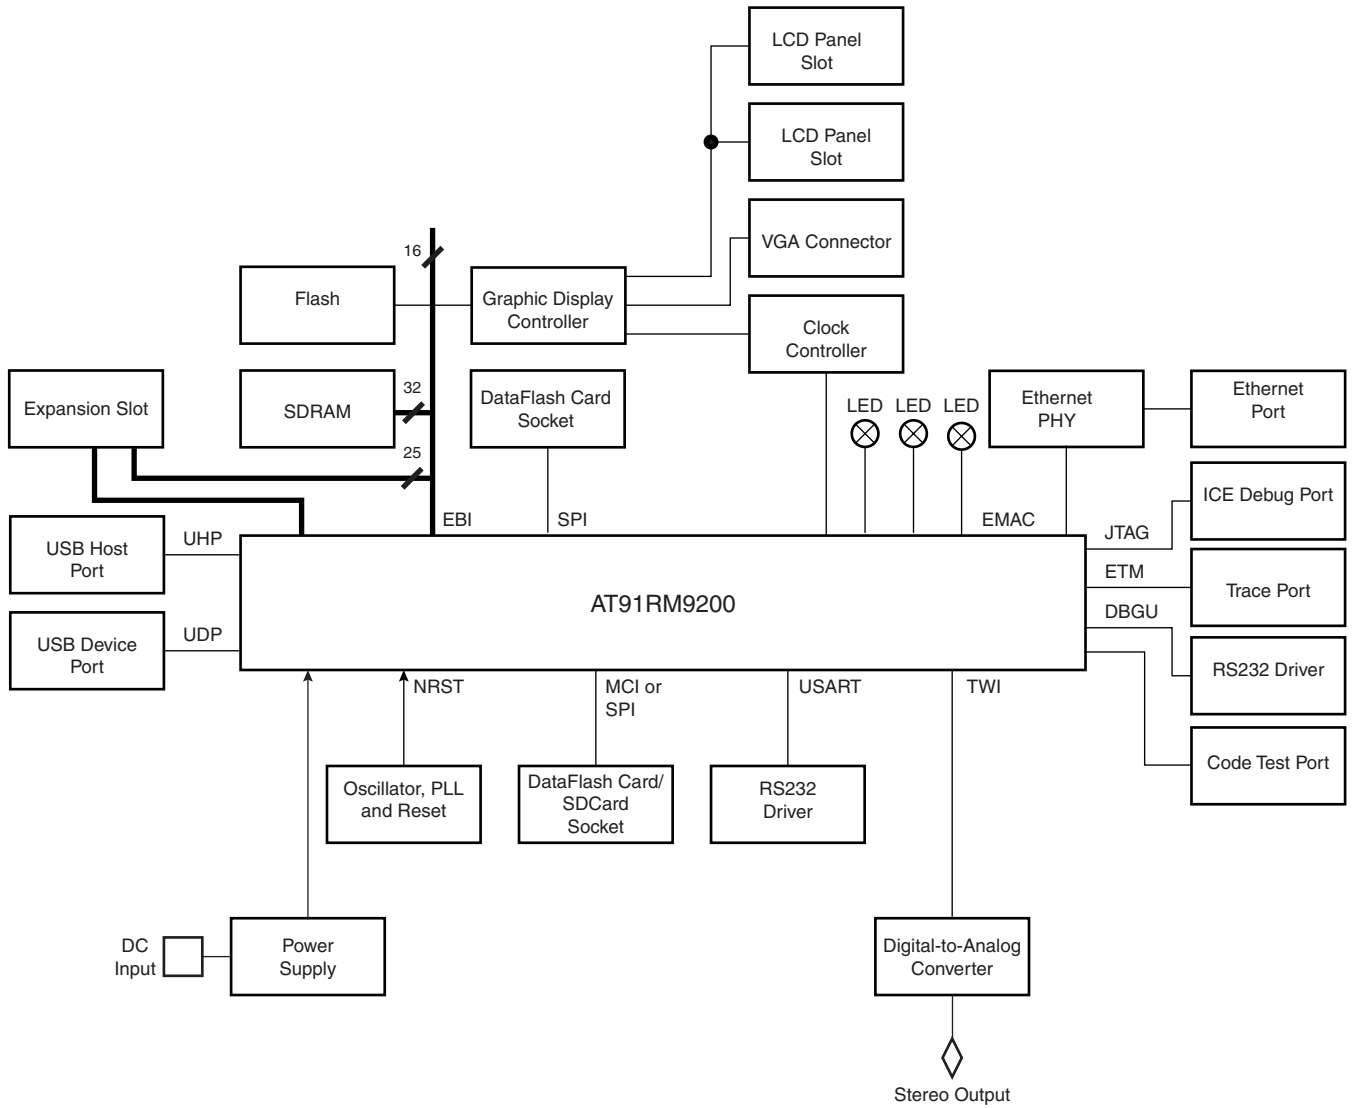 LCD Panel
Slot
LCD Panel
Slot
VGA Connector
16
Flash
Graphic Display
Controller
Clock
Controller
Expansion Slot
32
SDRAM
DataFlash Card
Socket
LED
LED
LED
Ethernet
PHY
Ethernet
Port
25
EBI
SPI
EMAC
ICE Debug Port
USB Host
Port
UHP
JTAG
ETM
Trace Port
AT91RM9200
DBGU
USB Device
Port
UDP
RS232 Driver
NRST
MCI or
SPI
USART
TWI
Code Test Port
Oscillator, PLL
and Reset
DataFlash Card/
SDCard
Socket
RS232
Driver
DC
Input
Power
Supply
Digital-to-Analog
Converter
Stereo Output